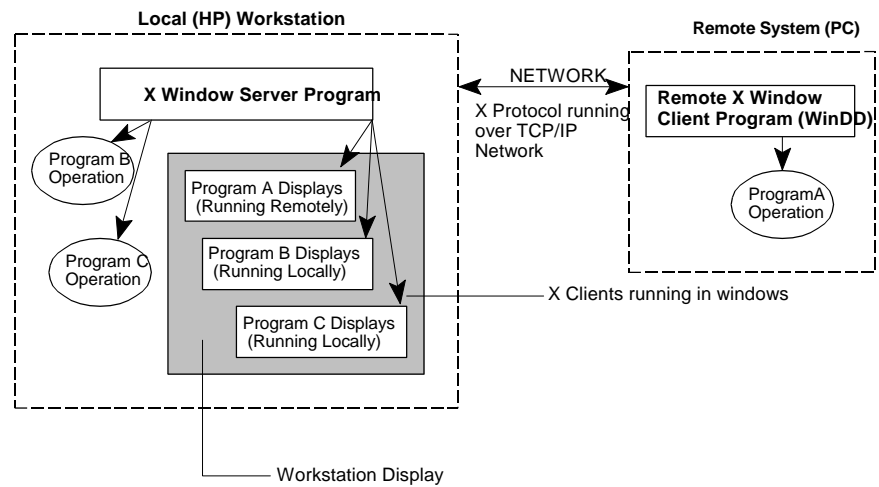 Local (HP) Workstation
Remote System (PC)
X Window Server Program
NETWORK
X Protocol running
over TCP/IP
Network
Remote X Window
Client Program (WinDD)
Program B
Operation
Program C
Operation
Program A Displays
(Running Remotely)
Program B Displays
(Running Locally)
Program C Displays
(Running Locally)
ProgramA
Operation
X Clients running in windows
Workstation Display